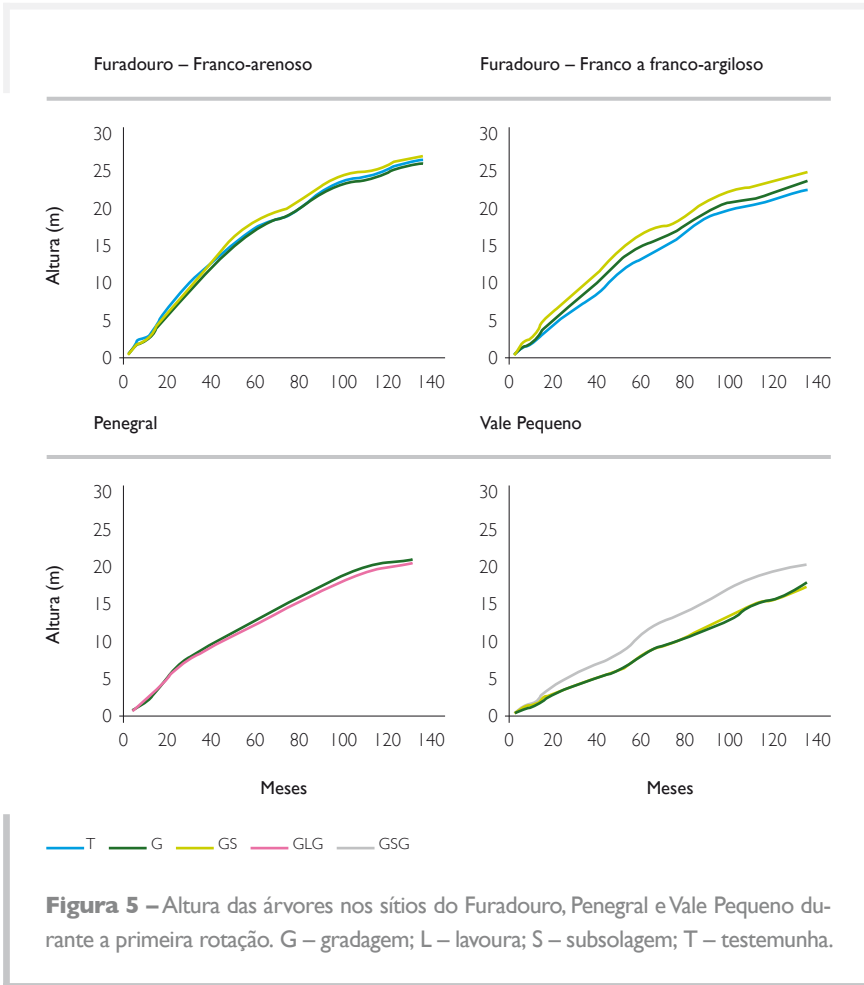 Furadouro – Franco-arenoso
Furadouro – Franco a franco-argiloso
Altura (m)
30
25
20
15
10
5
0
0 20 40 60 80 100 120 140
30
25
20
15
10
5
0
0 20 40 60 80 100 120 140
Penegral
Vale Pequeno
Altura (m)
30
25
20
15
10
5
0
0 20 40 60 80 100 120 140
Meses
30
25
20
15
10
5
0
0 20 40 60 80 100 120 140
Meses
T G GS GLG GSG
Figura 5 – Altura das árvores nos sítios do Furadouro, Penegral e Vale Pequeno du-
rante a primeira rotação. G – gradagem; L – lavoura; S – subsolagem; T – testemunha.